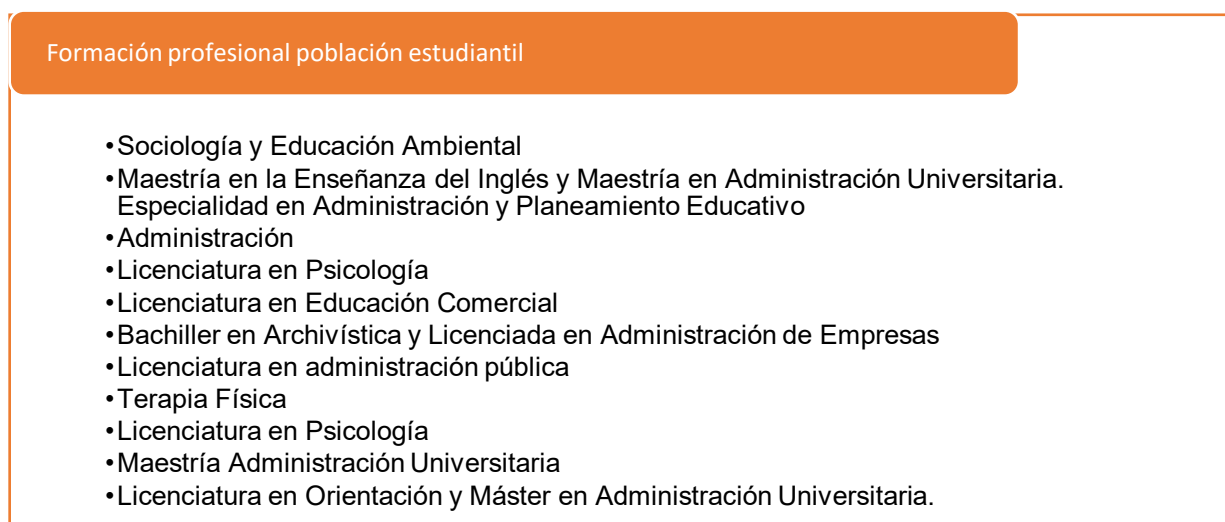 Formación profesional población estudiantil
•Sociología y Educación Ambiental
•Maestría en la Enseñanza del Inglés y Maestría en Administración Universitaria.
Especialidad en Administración y Planeamiento Educativo
•Administración
•Licenciatura en Psicología
•Licenciatura en Educación Comercial
•Bachiller en Archivística y Licenciada en Administración de Empresas
•Licenciatura en administración pública
•Terapia Física
•Licenciatura en Psicología
•Maestría Administración Universitaria
•Licenciatura en Orientación y Máster en Administración Universitaria.